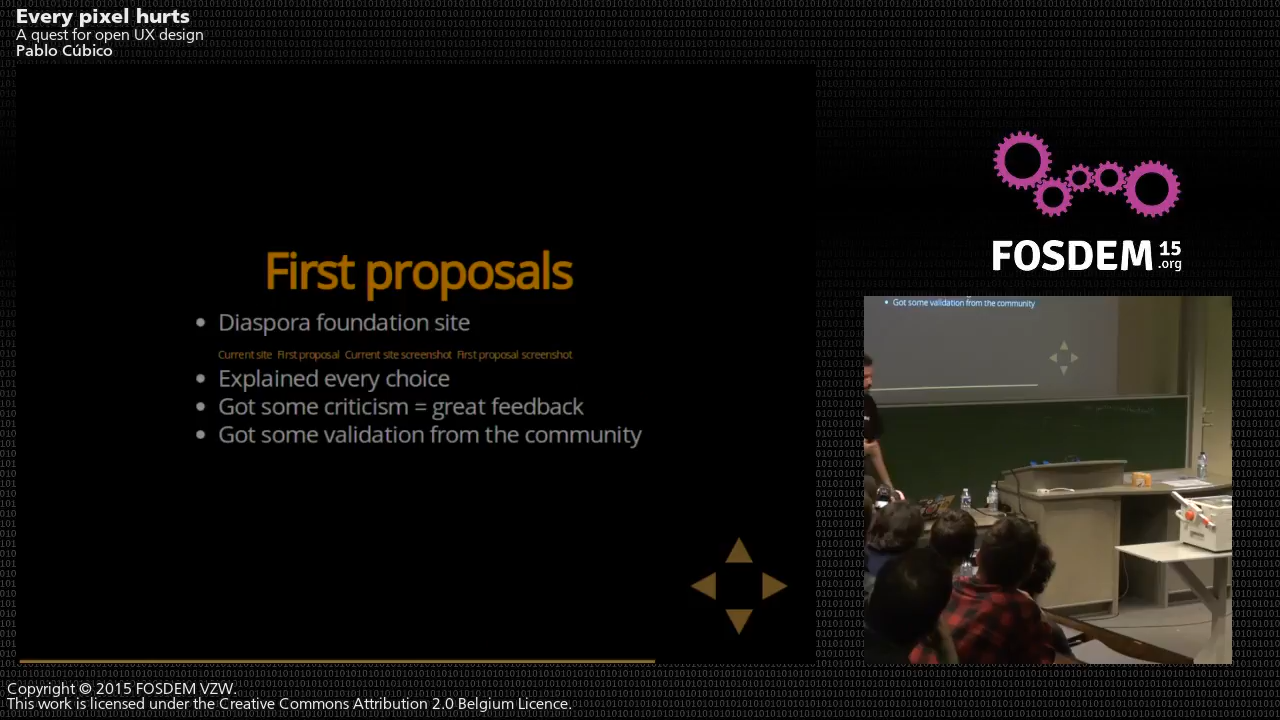 Every pixel hurts
A quest for open UX design
Pablo Cúbico
First proposals
Diaspora foundation site
Current site First proposal Current site screenshot First proposal screenshot
Explained every choice
Got some criticism = great feedback
Got some validation from the community
FOSDEM 15 .org
Got some validation from the community
Copyright © 2015 FOSDEM VZW.
This work is licensed under the Creative Commons Attribution 2.0 Belgium Licence.